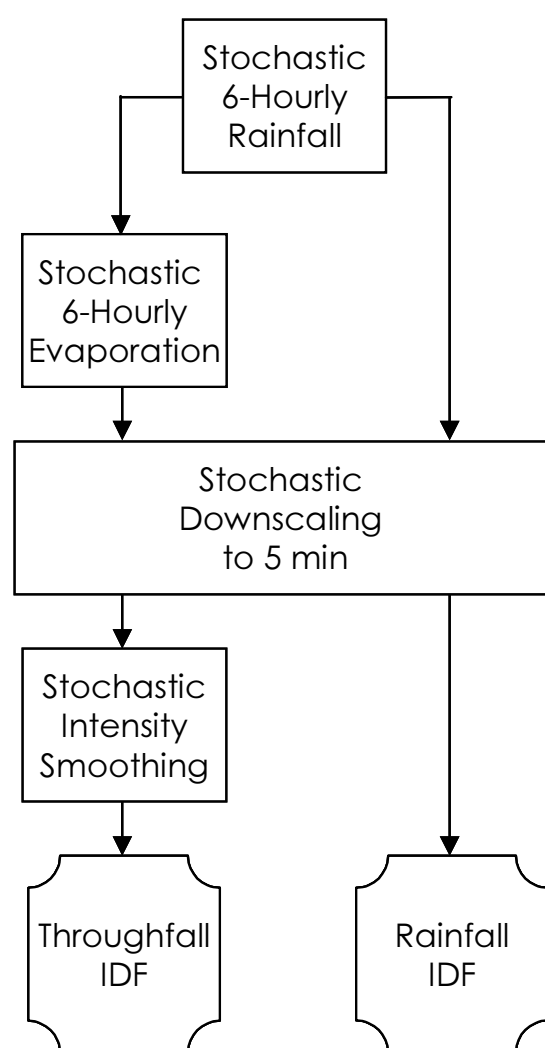 Stochastic
6-Hourly
Rainfall
Stochastic
6-Hourly
Evaporation
Stochastic
Downscaling
to 5 min
Stochastic
Intensity
Smoothing
Throughfall
IDF
Rainfall
IDF